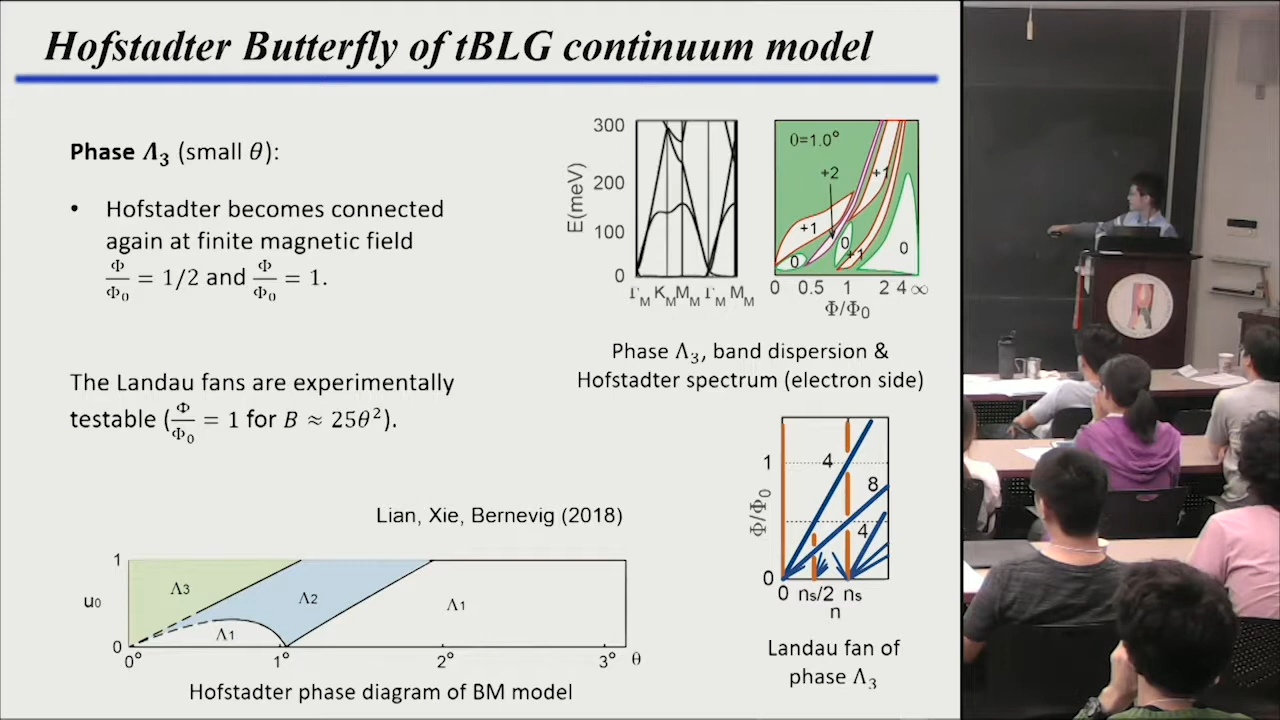 Hofstadter Butterfly of tBLG continuum model
Phase Λ₃ (small θ):
• Hofstadter becomes connected
again at finite magnetic field
Φ/Φ₀ = 1/2 and Φ/Φ₀ = 1.
The Landau fans are experimentally
testable (Φ/Φ₀ = 1 for B ≈ 25θ²).
Lian, Xie, Bernevig (2018)
1
u₀
0
Λ3
Λ2
Λ1
Λ1
0° 1° 2° 3° θ
Hofstadter phase diagram of BM model
300
200
100
0
E(meV)
Γ_M K_M M_M Γ_M M_M
θ=1.0°
+2
+1
+1
0
0
+1
0
0 0.5 1 2 4 ∞
Φ/Φ₀
Phase Λ₃, band dispersion &
Hofstadter spectrum (electron side)
1
Φ/Φ₀
0
4
8
4
0 ns/2 ns
n
Landau fan of
phase Λ₃